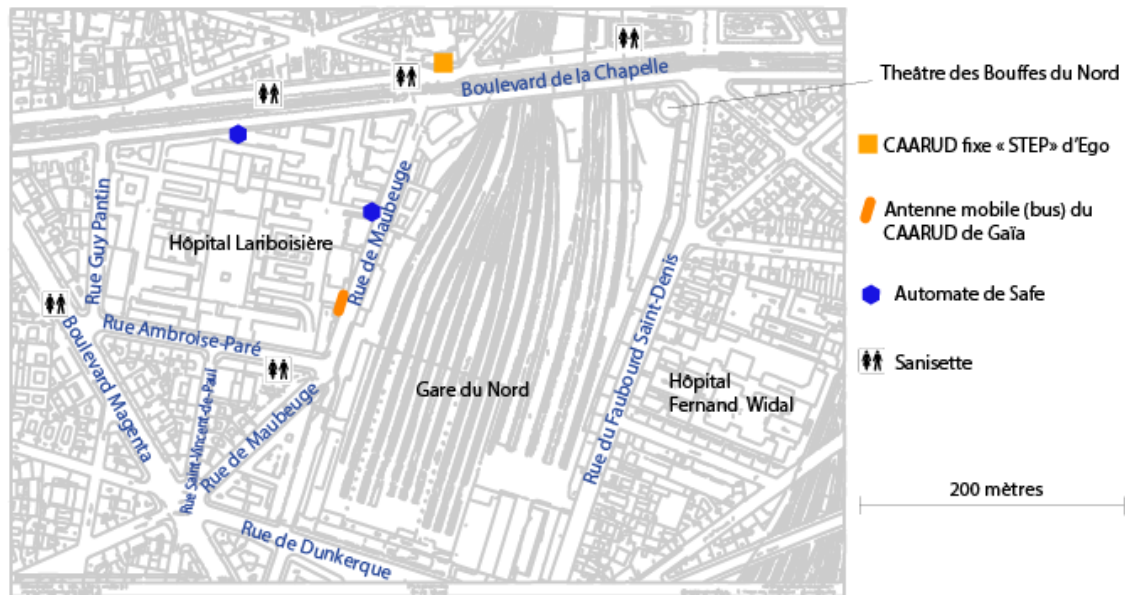 Boulevard de la Chapelle
Theâtre des Bouffes du Nord
CAARUD fixe « STEP» d'Ego
Antenne mobile (bus) du
CAARUD de Gaïa
Automate de Safe
Sanisette
200 mètres
Rue Guy Pantin
Hôpital Lariboisière
Rue de Maubeuge
Rue du Faubourd Saint-Denis
Boulevard Magenta
Rue Ambroise-Paré
Rue Saint-Vincent-de-Paul
Rue de Maubeuge
Gare du Nord
Hôpital
Fernand Widal
Rue de Dunkerque